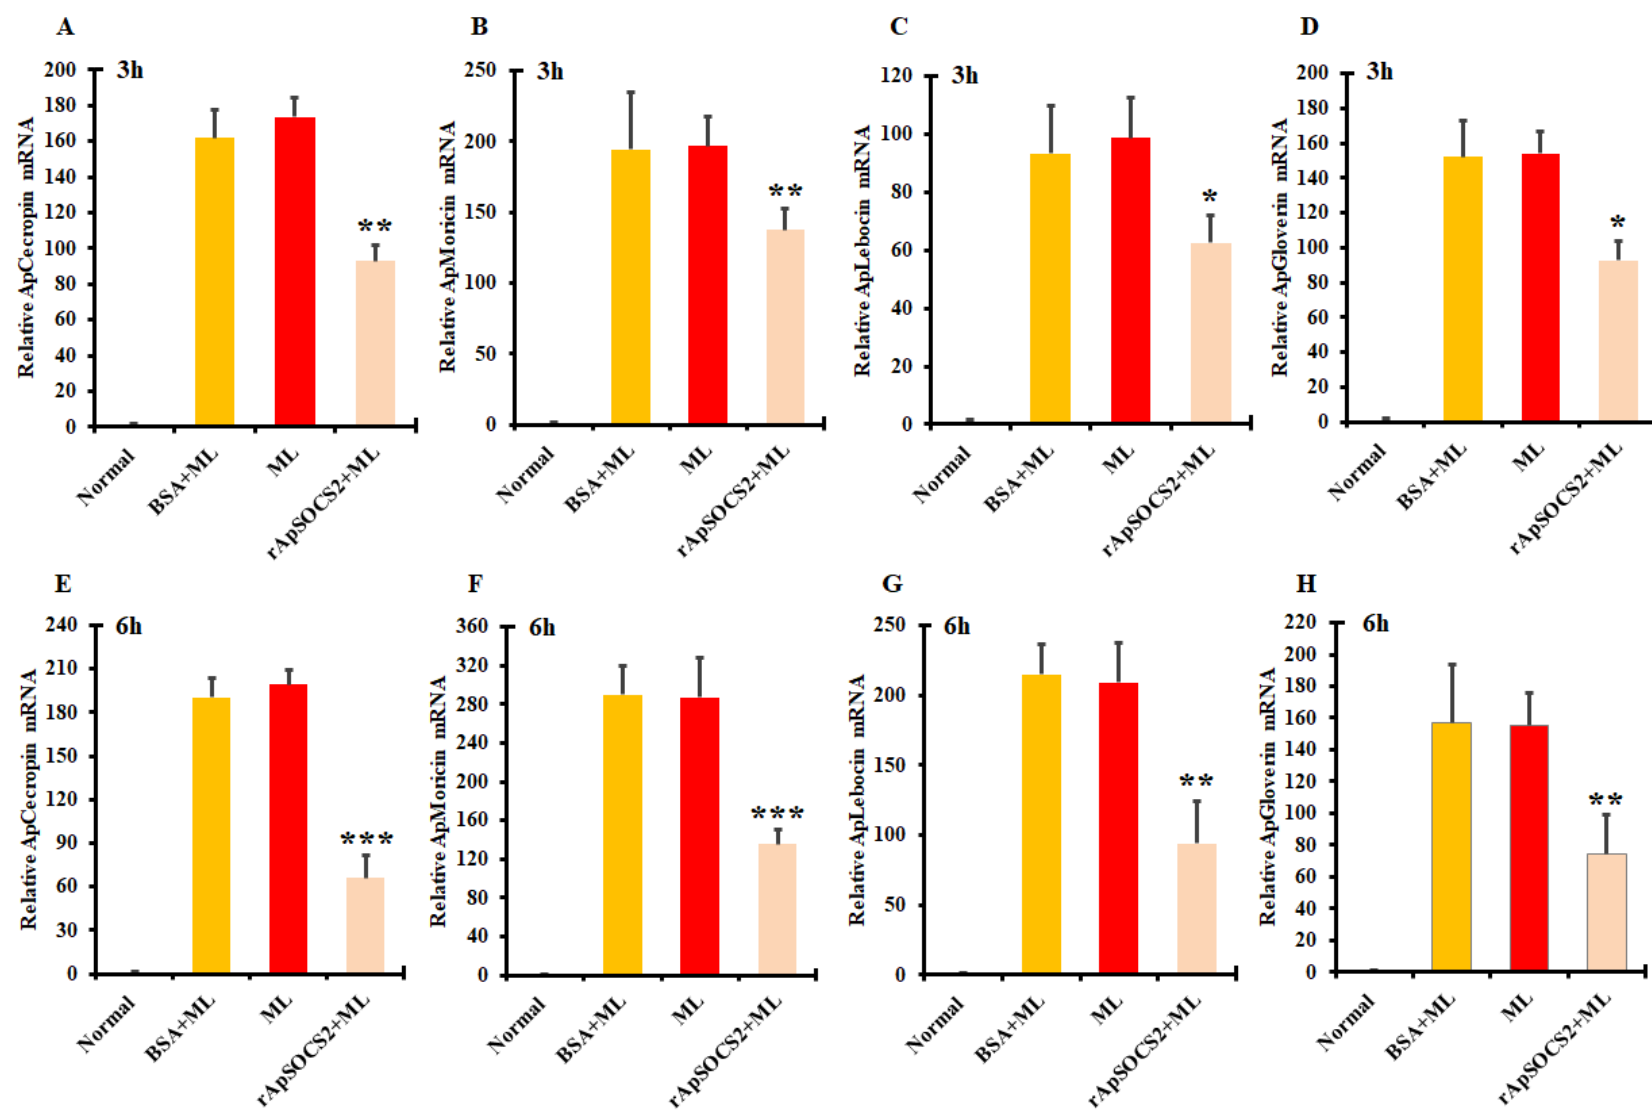 A
3h
Relative ApCecropin mRNA
200
180
160
140
120
100
80
60
40
20
0
**
Normal
BSA+ML
ML
rApSOCS2+ML
B
3h
Relative ApMoricin mRNA
250
200
150
100
50
0
**
Normal
BSA+ML
ML
rApSOCS2+ML
C
3h
Relative ApLebocin mRNA
120
100
80
60
40
20
0
*
Normal
BSA+ML
ML
rApSOCS2+ML
D
3h
Relative ApGloverin mRNA
200
180
160
140
120
100
80
60
40
20
0
*
Normal
BSA+ML
ML
rApSOCS2+ML
E
6h
Relative ApCecropin mRNA
240
210
180
150
120
90
60
30
0
***
Normal
BSA+ML
ML
rApSOCS2+ML
F
6h
Relative ApMoricin mRNA
360
320
280
240
200
160
120
80
40
0
***
Normal
BSA+ML
ML
rApSOCS2+ML
G
6h
Relative ApLebocin mRNA
250
200
150
100
50
0
**
Normal
BSA+ML
ML
rApSOCS2+ML
H
6h
Relative ApGloverin mRNA
220
200
180
160
140
120
100
80
60
40
20
0
**
Normal
BSA+ML
ML
rApSOCS2+ML